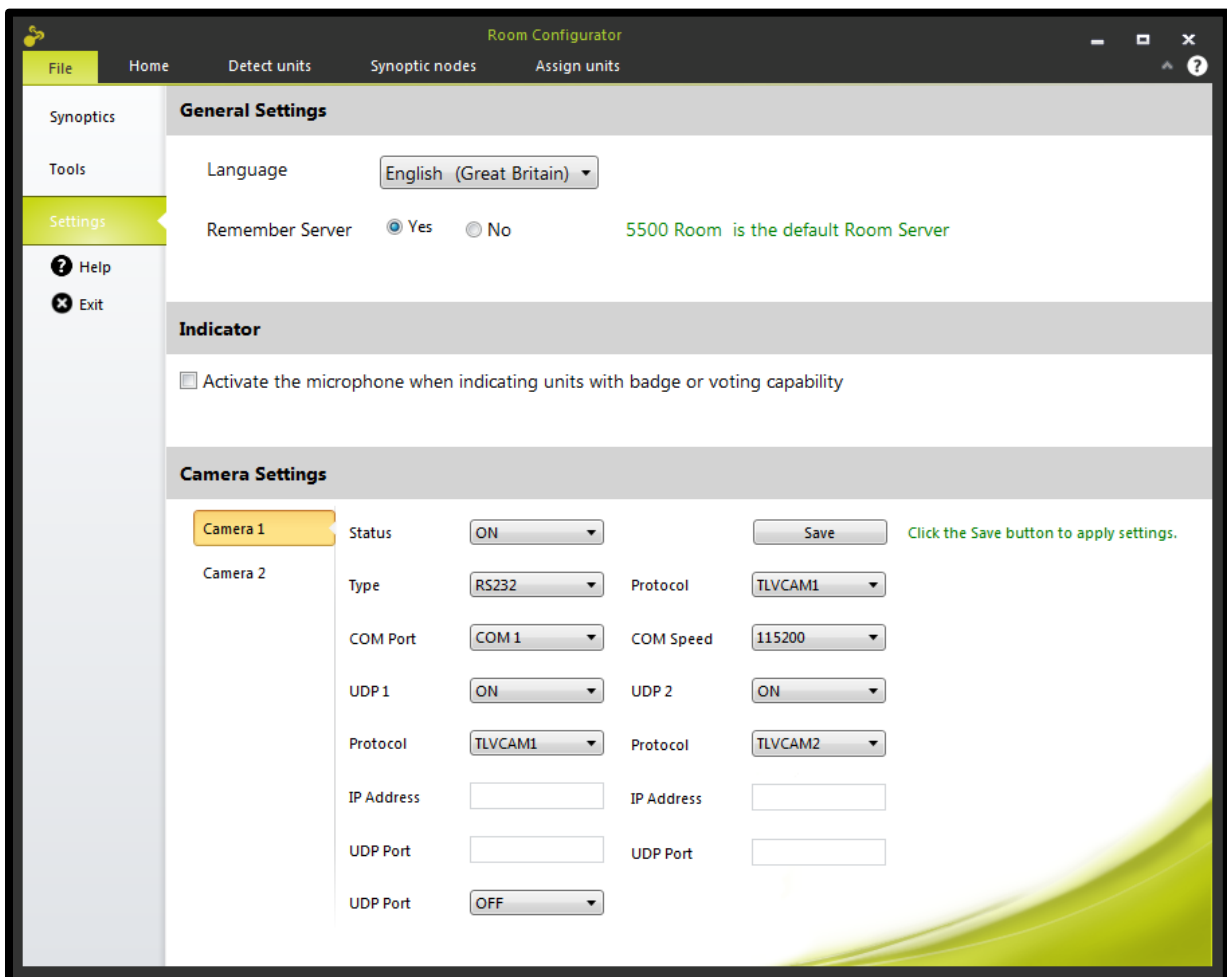 Room Configurator
File Home Detect units Synoptic nodes Assign units
Synoptics
Tools
Settings
Help
Exit
General Settings
Language English (Great Britain)
Remember Server Yes No 5500 Room is the default Room Server
Indicator
Activate the microphone when indicating units with badge or voting capability
Camera Settings
Camera 1
Camera 2
Status ON Save Click the Save button to apply settings.
Type RS232 Protocol TLVCAM1
COM Port COM 1 COM Speed 115200
UDP 1 ON UDP 2 ON
Protocol TLVCAM1 Protocol TLVCAM2
IP Address IP Address
UDP Port UDP Port
UDP Port OFF